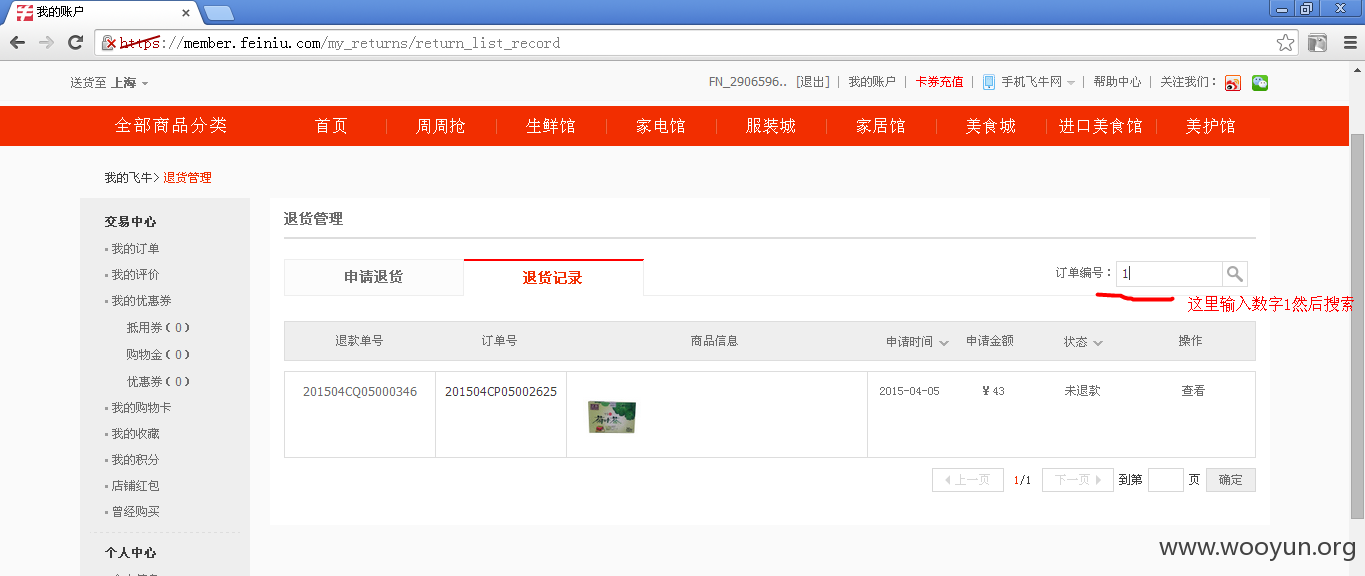 我的账户
https://member.feiniu.com/my_returns/return_list_record
送货至 上海
FN_2906596.. [退出] | 我的账户 | 卡券充值 | 手机飞牛网 | 帮助中心 | 关注我们：
全部商品分类 首页 周周抢 生鲜馆 家电馆 服装城 家居馆 美食城 进口美食馆 美护馆
我的飞牛> 退货管理
交易中心
我的订单
我的评价
我的优惠券
抵用券 ( 0 )
购物金 ( 0 )
优惠券 ( 0 )
我的购物卡
我的收藏
我的积分
店铺红包
曾经购买
个人中心
退货管理
申请退货 退货记录
订单编号： 1
这里输入数字1然后搜索
退款单号 订单号 商品信息 申请时间 申请金额 状态 操作
201504CQ05000346 201504CP05002625 2015-04-05 ¥ 43 未退款 查看
上一页 1/1 下一页 到第 页 确定
www.wooyun.org